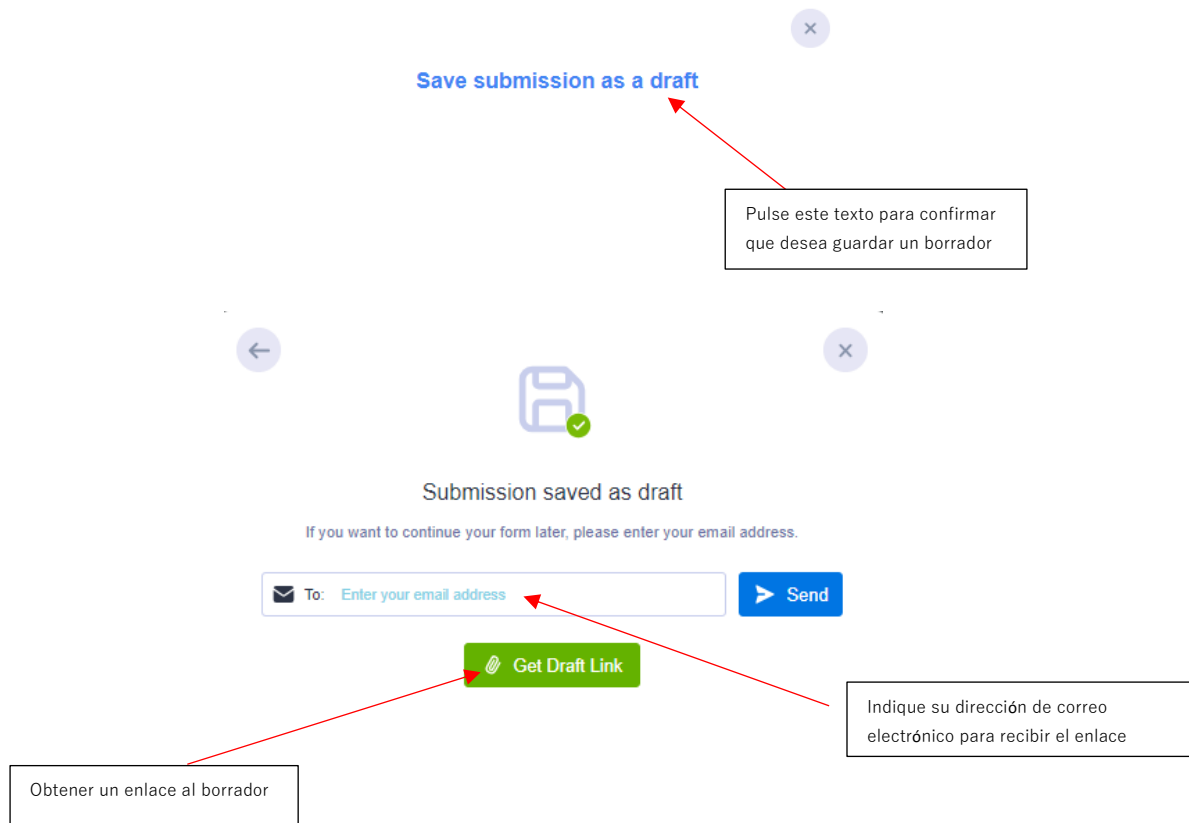 Save submission as a draft
Pulse este texto para confirmar
que desea guardar un borrador
Submission saved as draft
If you want to continue your form later, please enter your email address.
To: Enter your email address
Send
Get Draft Link
Indique su dirección de correo
electrónico para recibir el enlace
Obtener un enlace al borrador